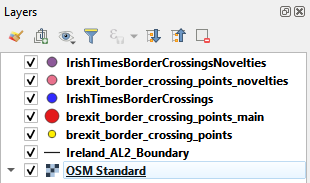 Layers
IrishTimesBorderCrossingsNovelties
brexit_border_crossing_points_novelties
IrishTimesBorderCrossings
brexit_border_crossing_points_main
brexit_border_crossing_points
Ireland_AL2_Boundary
OSM Standard